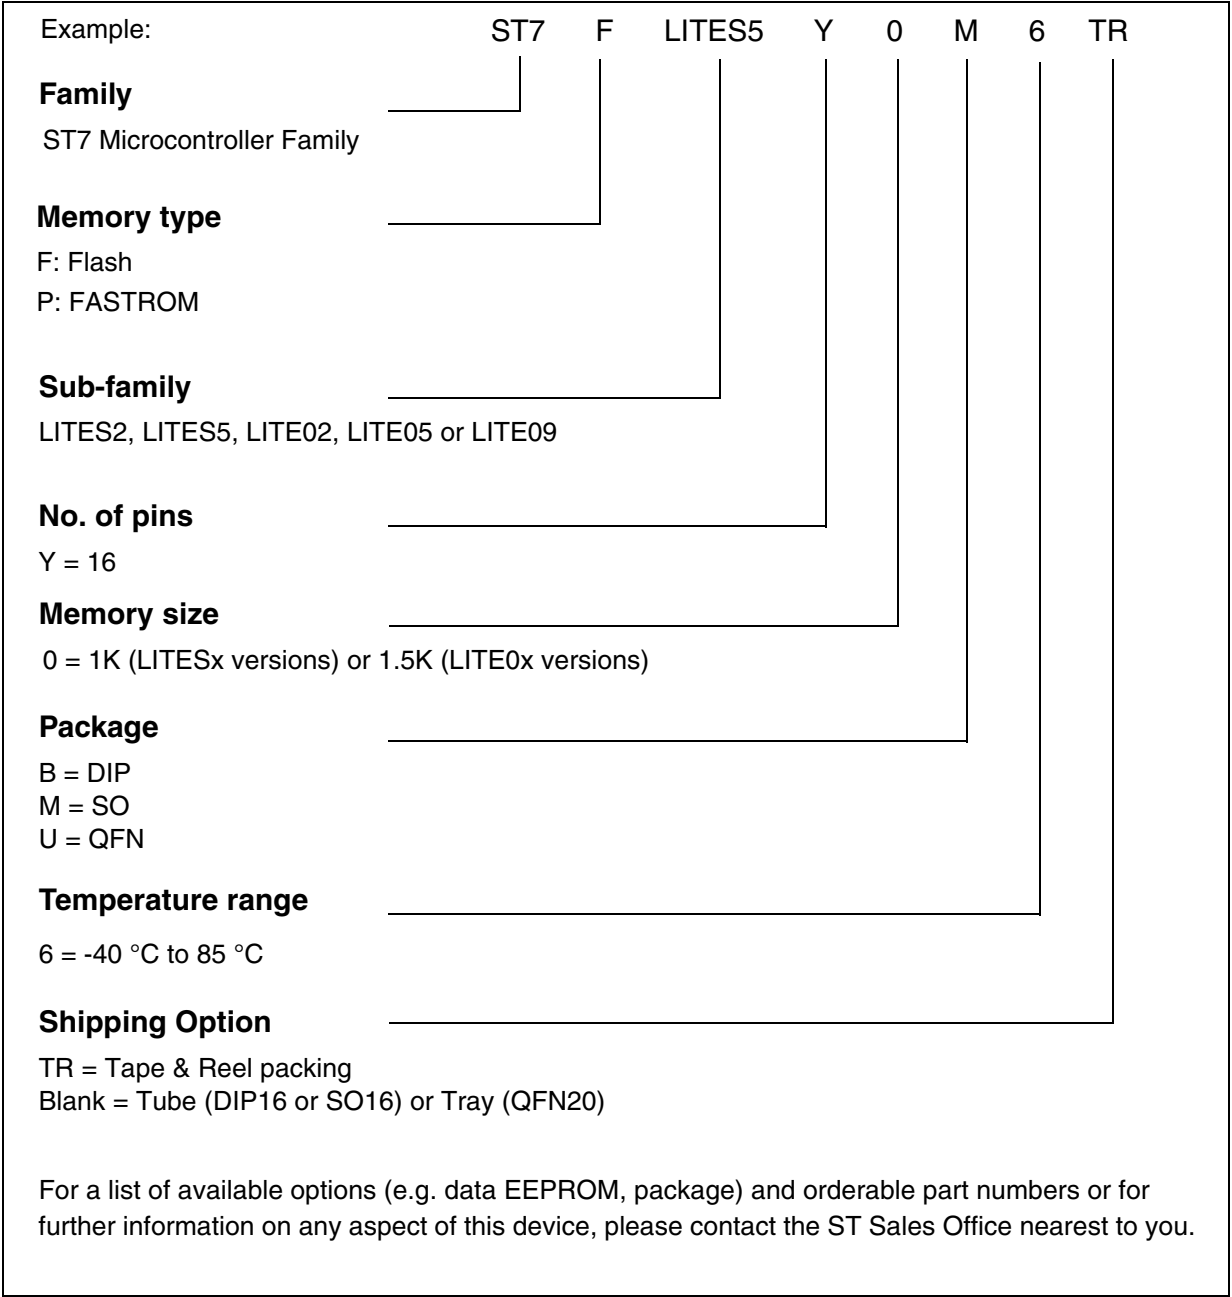 Example: ST7 F LITES5 Y 0 M 6 TR
Family
ST7 Microcontroller Family
Memory type
F: Flash
P: FASTROM
Sub-family
LITES2, LITES5, LITE02, LITE05 or LITE09
No. of pins
Y = 16
Memory size
0 = 1K (LITESx versions) or 1.5K (LITE0x versions)
Package
B = DIP
M = SO
U = QFN
Temperature range
6 = -40 °C to 85 °C
Shipping Option
TR = Tape & Reel packing
Blank = Tube (DIP16 or SO16) or Tray (QFN20)
For a list of available options (e.g. data EEPROM, package) and orderable part numbers or for
further information on any aspect of this device, please contact the ST Sales Office nearest to you.